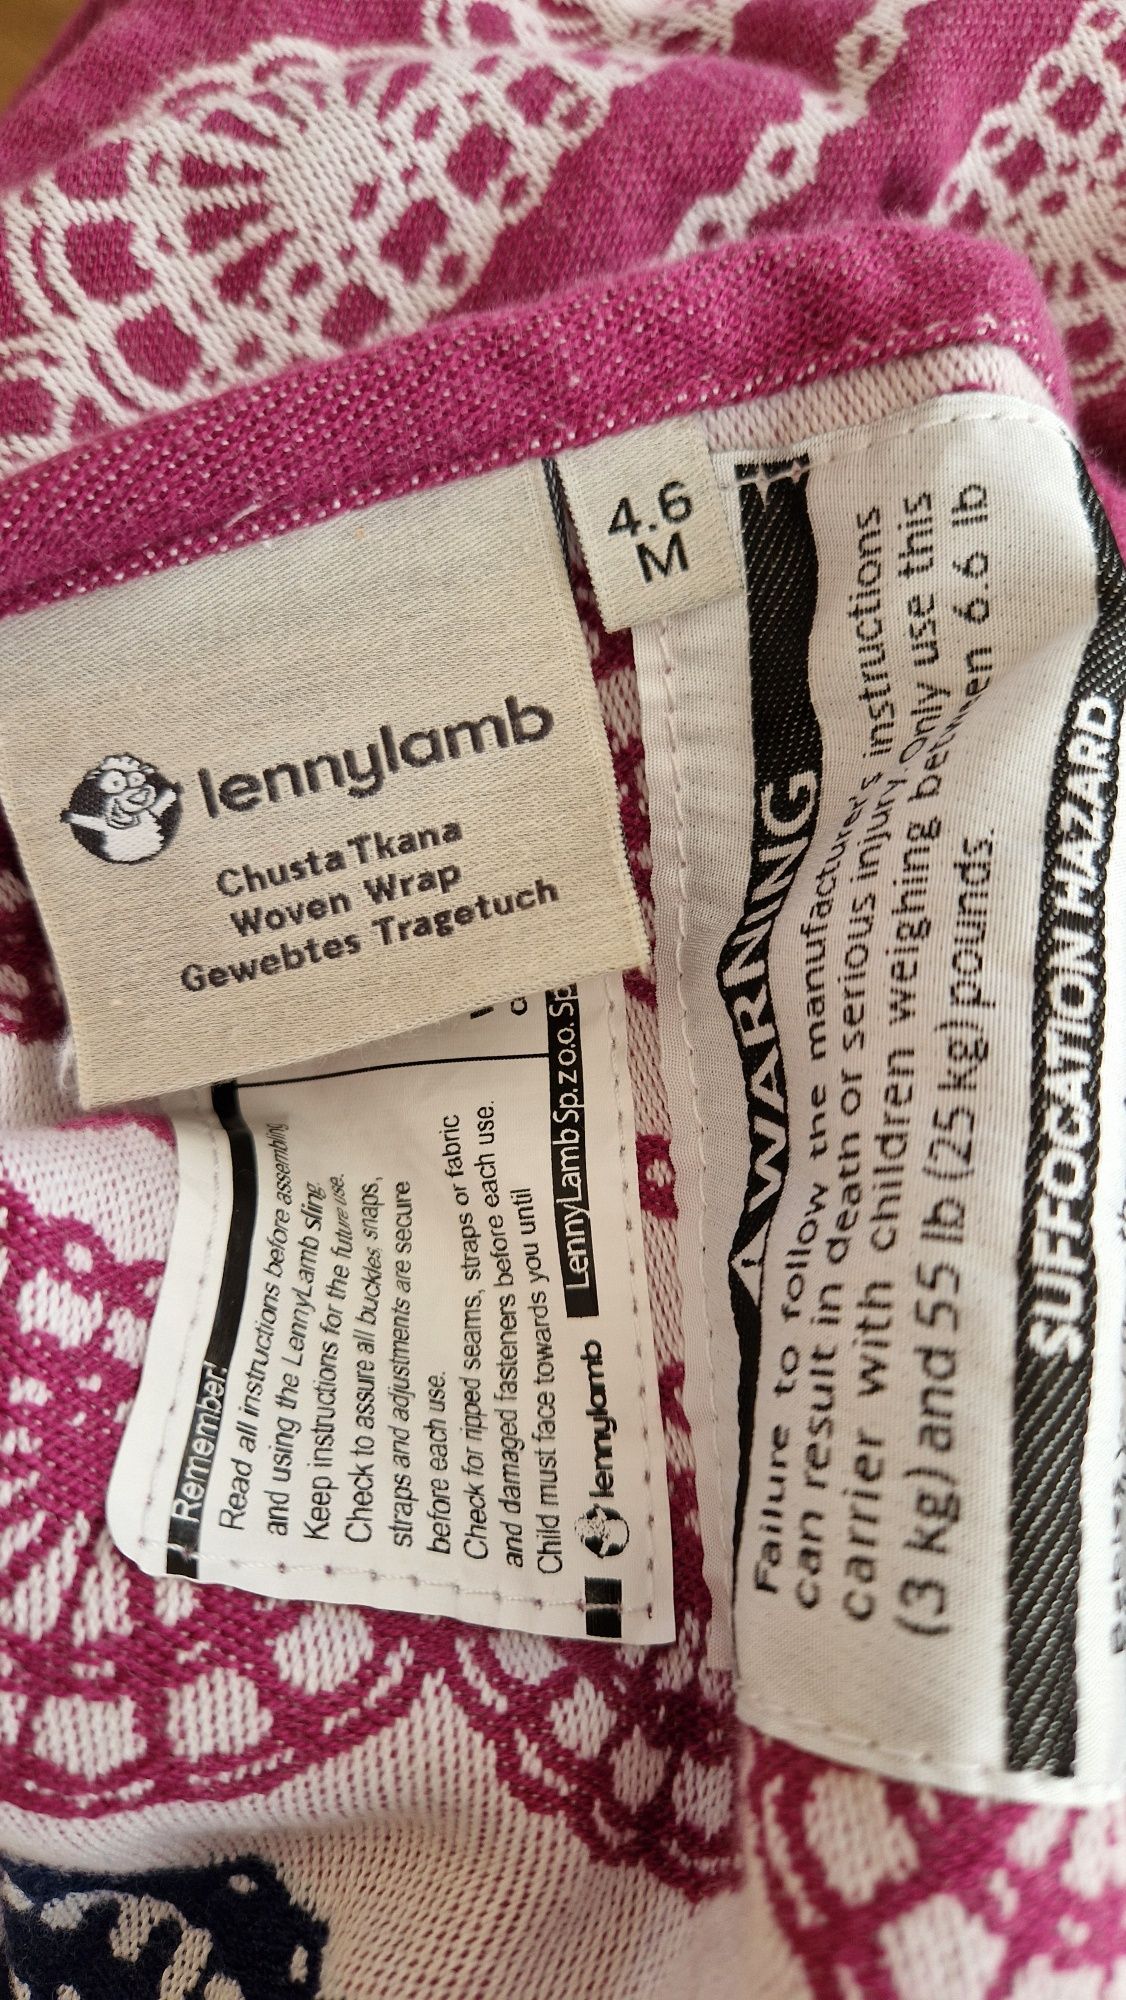 lennylamb
Chusta Tkana
Woven Wrap
Gewebtes Tragetuch
4.6
M
Remember!
Read all instructions before assembling
and using the LennyLamb sling.
Keep instructions for the future use.
Check to assure all buckles, snaps,
straps and adjustments are secure
before each use.
Check for ripped seams, straps or fabric
and damaged fasteners before each use.
Child must face towards you until
lennylamb
LennyLamb Sp. z o.o. Sp
WARNING
Failure to follow the manufacturer's instructions
can result in death or serious injury. Only use this
carrier with children weighing between 6.6 lb
(3 kg) and 55 lb (25 kg) pounds.
SUFFOCATION HAZARD